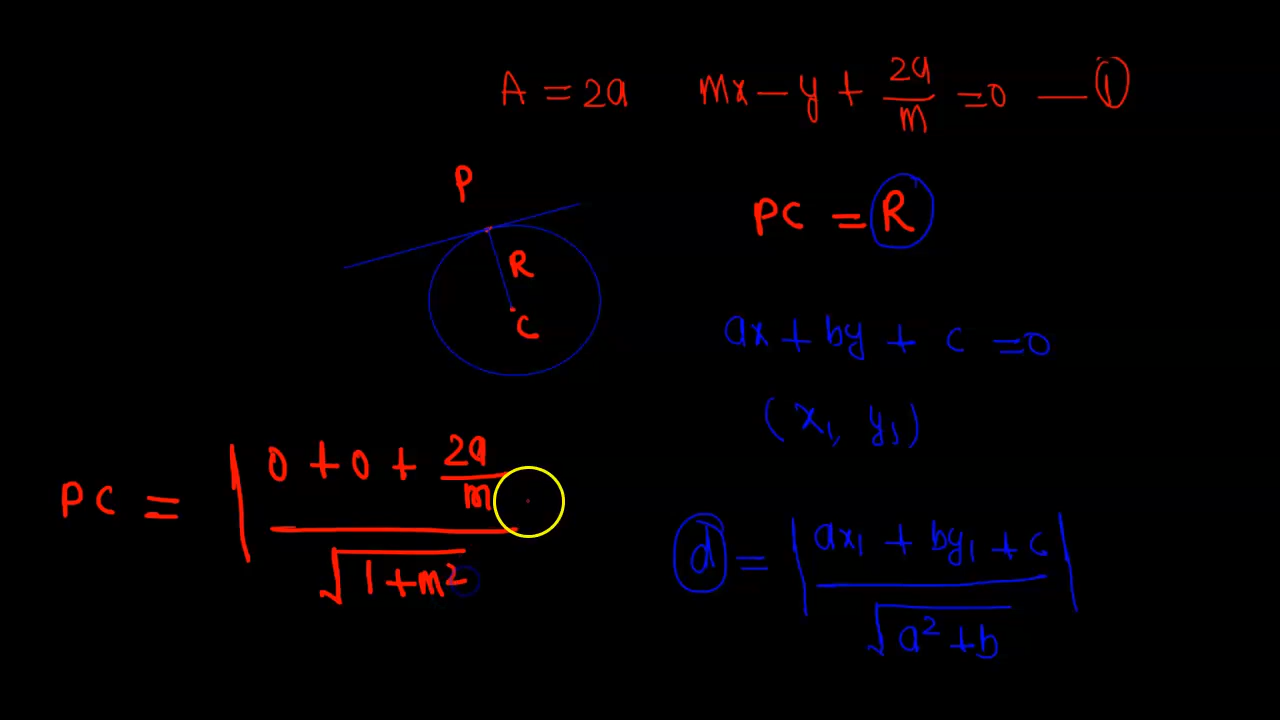 A = 2a mx - y + 2a/m = 0 — ①
P
PC = R
R
C
ax + by + c = 0
(x₁, y₁)
PC = | (0 + 0 + 2a/m) / √(1 + m²)
d = | (ax₁ + by₁ + c) / √(a² + b) |